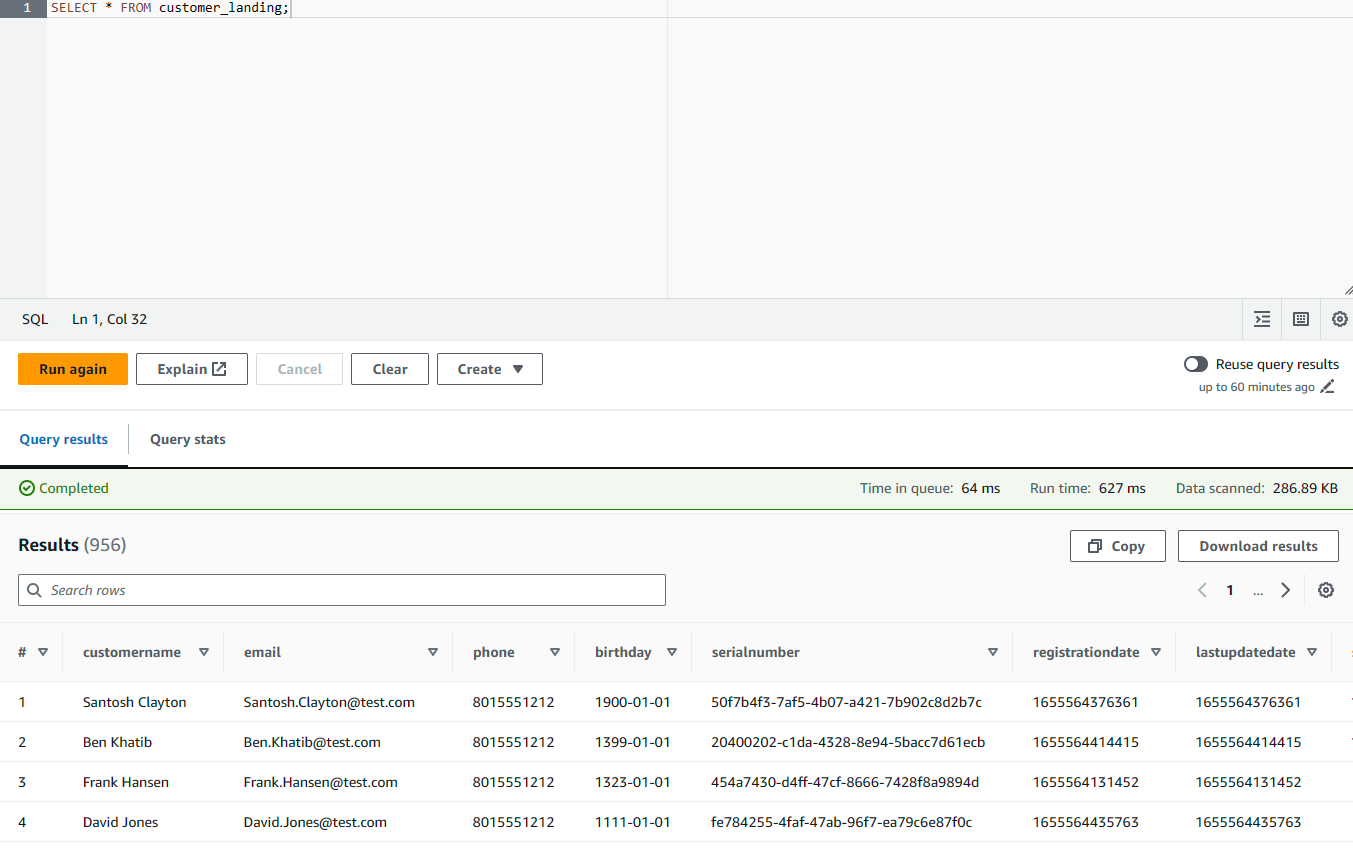 1 SELECT * FROM customer_landing;
SQL Ln 1, Col 32
Run again Explain Cancel Clear Create Reuse query results
up to 60 minutes ago
Query results Query stats
Completed Time in queue: 64 ms Run time: 627 ms Data scanned: 286.89 KB
Results (956) Copy Download results
Search rows 1 ...
# customername email phone birthday serialnumber registrationdate lastupdatedate
1 Santosh Clayton Santosh.Clayton@test.com 8015551212 1900-01-01 50f7b4f3-7af5-4b07-a421-7b902c8d2b7c 1655564376361 1655564376361
2 Ben Khatib Ben.Khatib@test.com 8015551212 1399-01-01 20400202-c1da-4328-8e94-5bacc7d61ecb 1655564414415 1655564414415
3 Frank Hansen Frank.Hansen@test.com 8015551212 1323-01-01 454a7430-d4ff-47cf-8666-7428f8a9894d 1655564131452 1655564131452
4 David Jones David.Jones@test.com 8015551212 1111-01-01 fe784255-4faf-47ab-96f7-ea79c6e87f0c 1655564435763 1655564435763